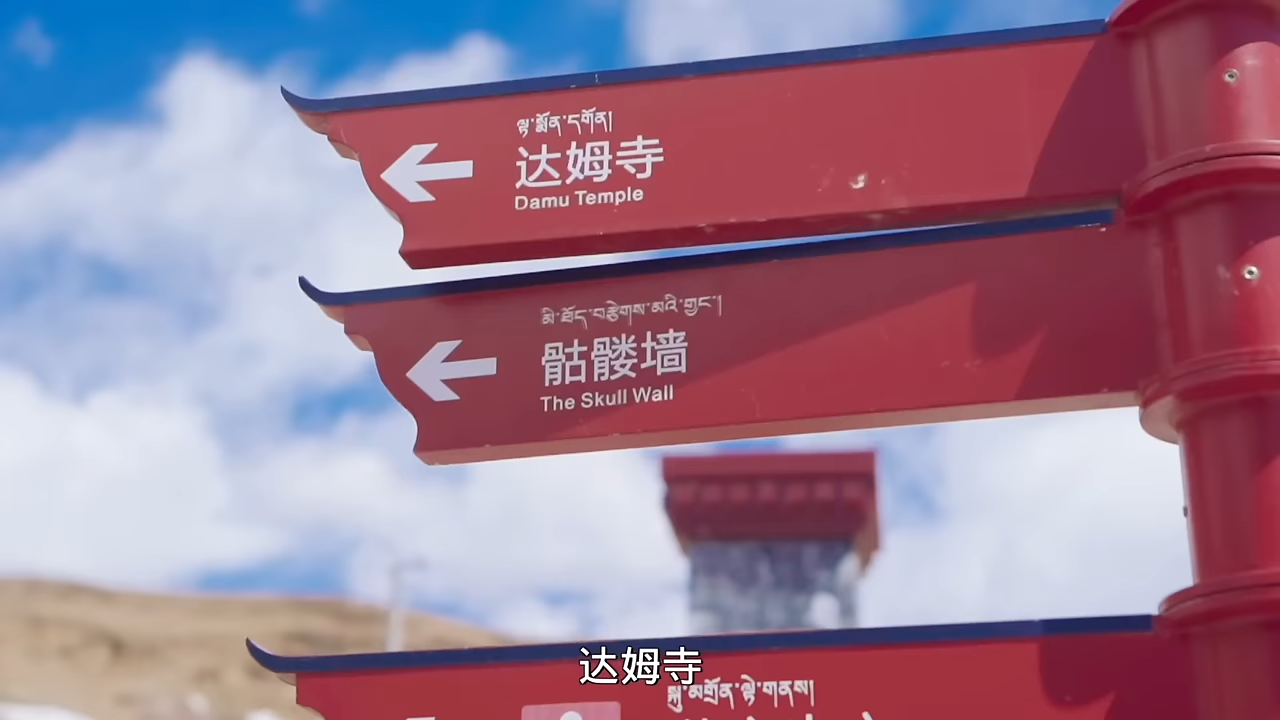 ལྟ་སྨོན་དགོན།
达姆寺
Damu Temple
མི་ཐོད་བརྩེགས་མའི་གྱང་།
骷髅墙
The Skull Wall
སྐུ་མགྲོན་ལྟེ་གནས།
达姆寺